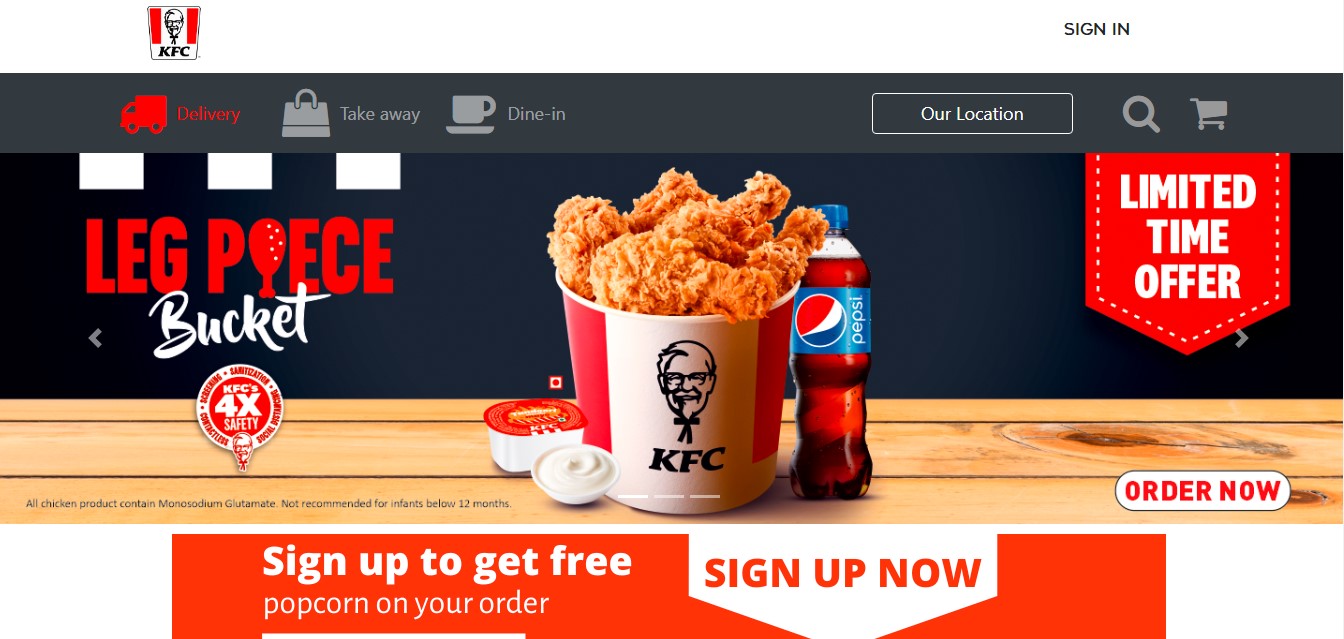 KFC
SIGN IN
Delivery
Take away
Dine-in
Our Location
LEG PIECE
Bucket
SCREENING • SANITIZATION • SOCIAL DISTANCING • CONTACTLESS
KFC'S
4X
SAFETY
KFC
pepsi
KFC
LIMITED
TIME
OFFER
ORDER NOW
All chicken product contain Monosodium Glutamate. Not recommended for infants below 12 months.
Sign up to get free
popcorn on your order
SIGN UP NOW